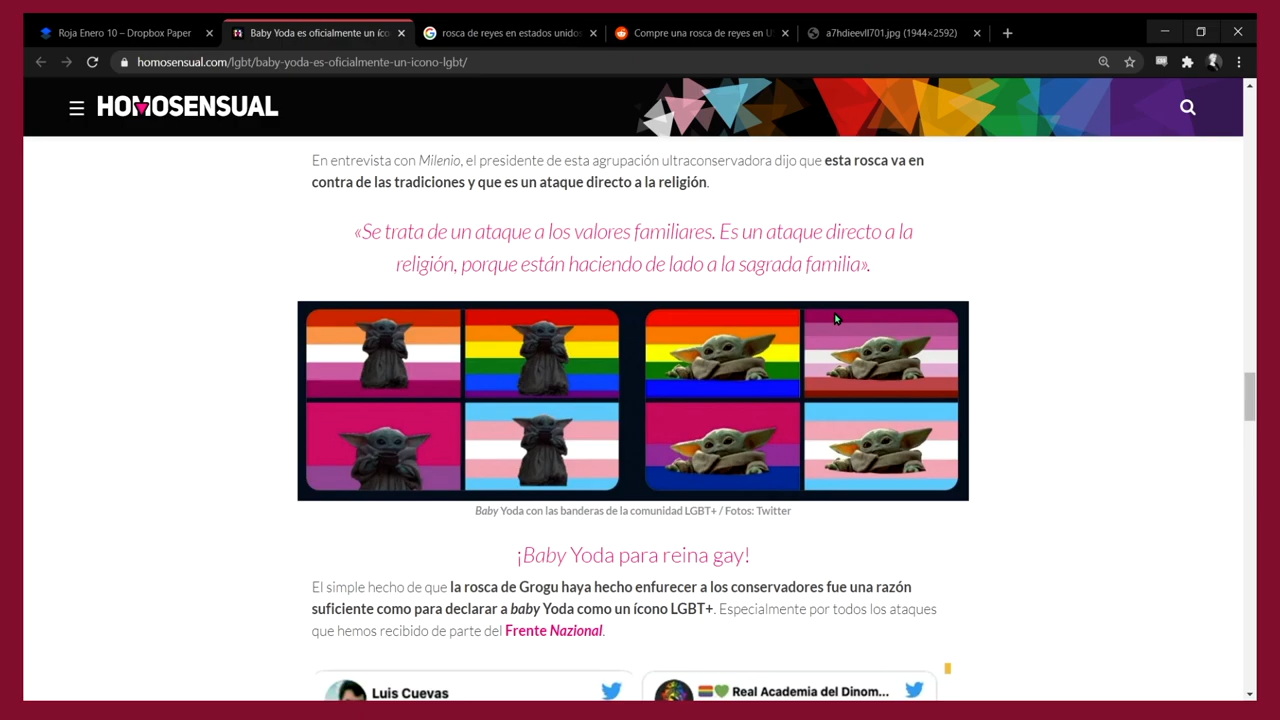 Roja Enero 10 – Dropbox Paper
Baby Yoda es oficialmente un íco
rosca de reyes en estados unidos
Compre una rosca de reyes en U
a7hdieevll701.jpg (1944×2592)
homosensual.com/lgbt/baby-yoda-es-oficialmente-un-icono-lgbt/
HOMOSENSUAL
En entrevista con Milenio, el presidente de esta agrupación ultraconservadora dijo que esta rosca va en
contra de las tradiciones y que es un ataque directo a la religión.
«Se trata de un ataque a los valores familiares. Es un ataque directo a la
religión, porque están haciendo de lado a la sagrada familia».
Baby Yoda con las banderas de la comunidad LGBT+ / Fotos: Twitter
¡Baby Yoda para reina gay!
El simple hecho de que la rosca de Grogu haya hecho enfurecer a los conservadores fue una razón
suficiente como para declarar a baby Yoda como un ícono LGBT+. Especialmente por todos los ataques
que hemos recibido de parte del Frente Nazional.
Luis Cuevas
Real Academia del Dinom...